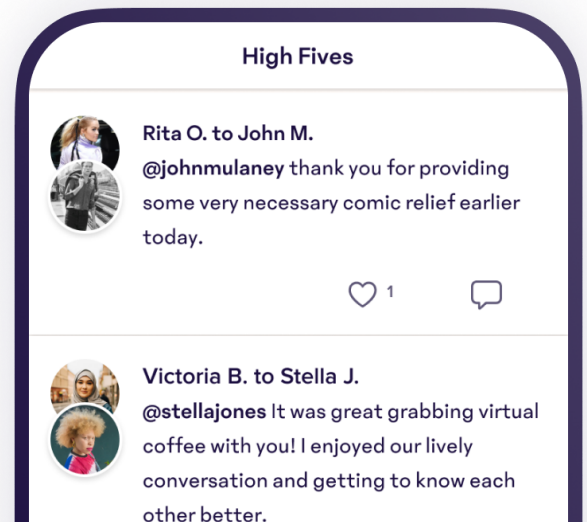 High Fives
Rita O. to John M.
@johnmulaney thank you for providing
some very necessary comic relief earlier
today.
1
Victoria B. to Stella J.
@stellajones It was great grabbing virtual
coffee with you! I enjoyed our lively
conversation and getting to know each
other better.